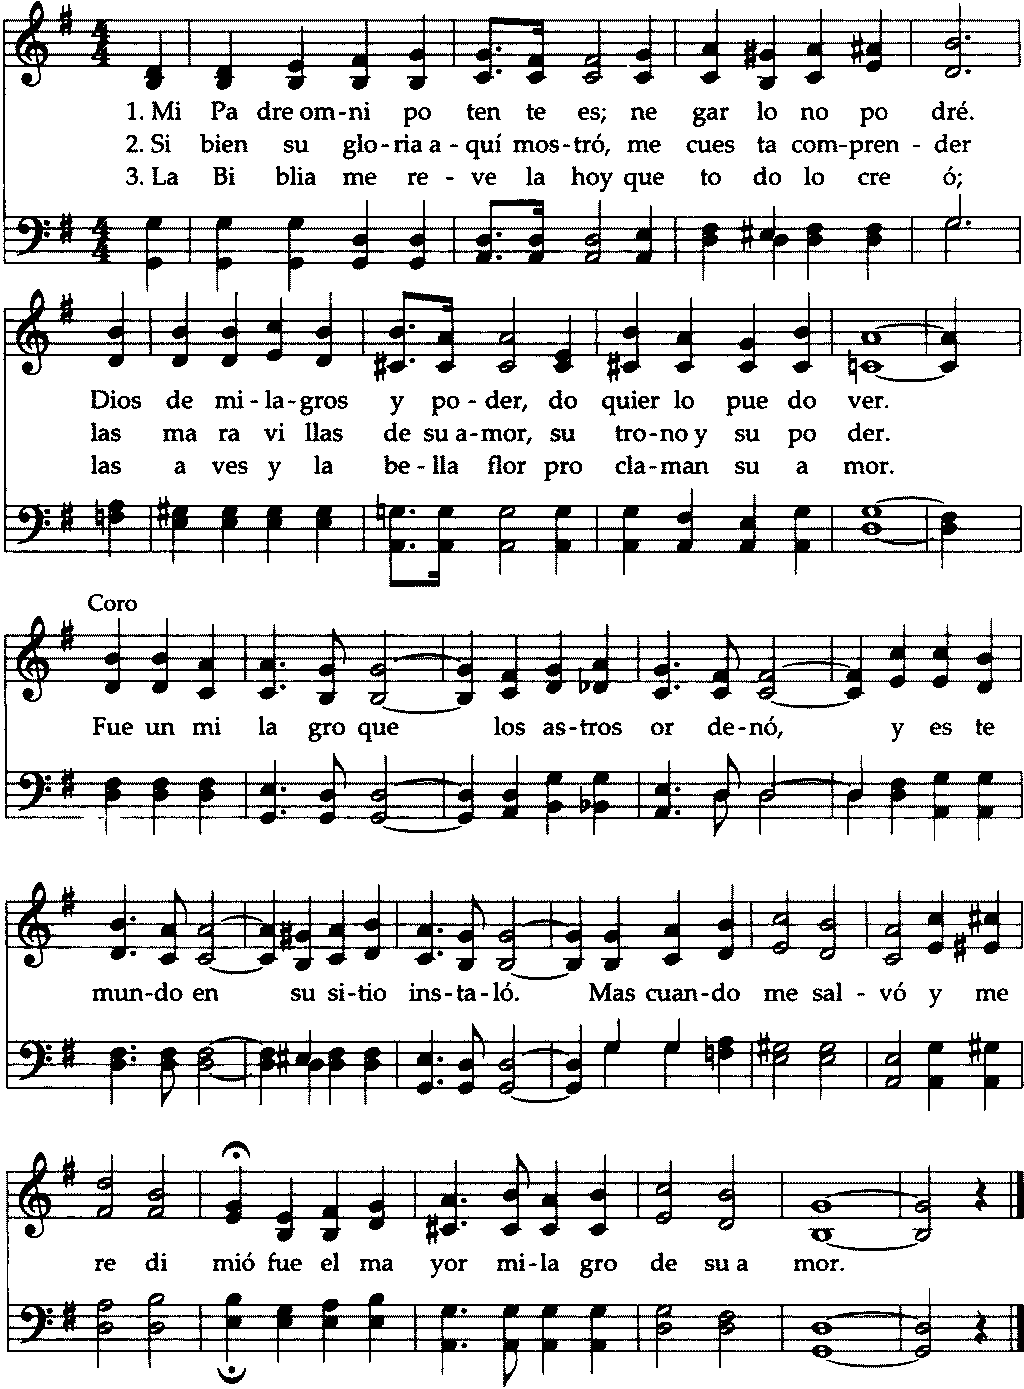 1. Mi Pa dre om-ni po ten te es; ne gar lo no po dré.
2. Si bien su glo-ria a-quí mos-tró, me cues ta com-pren-der
3. La Bi blia me re-ve la hoy que to do lo cre ó;
Dios de mi-la-gros y po-der, do quier lo pue do ver.
las ma ra vi llas de su a-mor, su tro-no y su po der.
las a ves y la be-lla flor pro cla-man su a mor.
Coro
Fue un mi la gro que los as-tros or de-nó, y es te
mun-do en su si-tio ins-ta-ló. Mas cuan-do me sal-vó y me
re di mió fue el ma yor mi-la gro de su a mor.